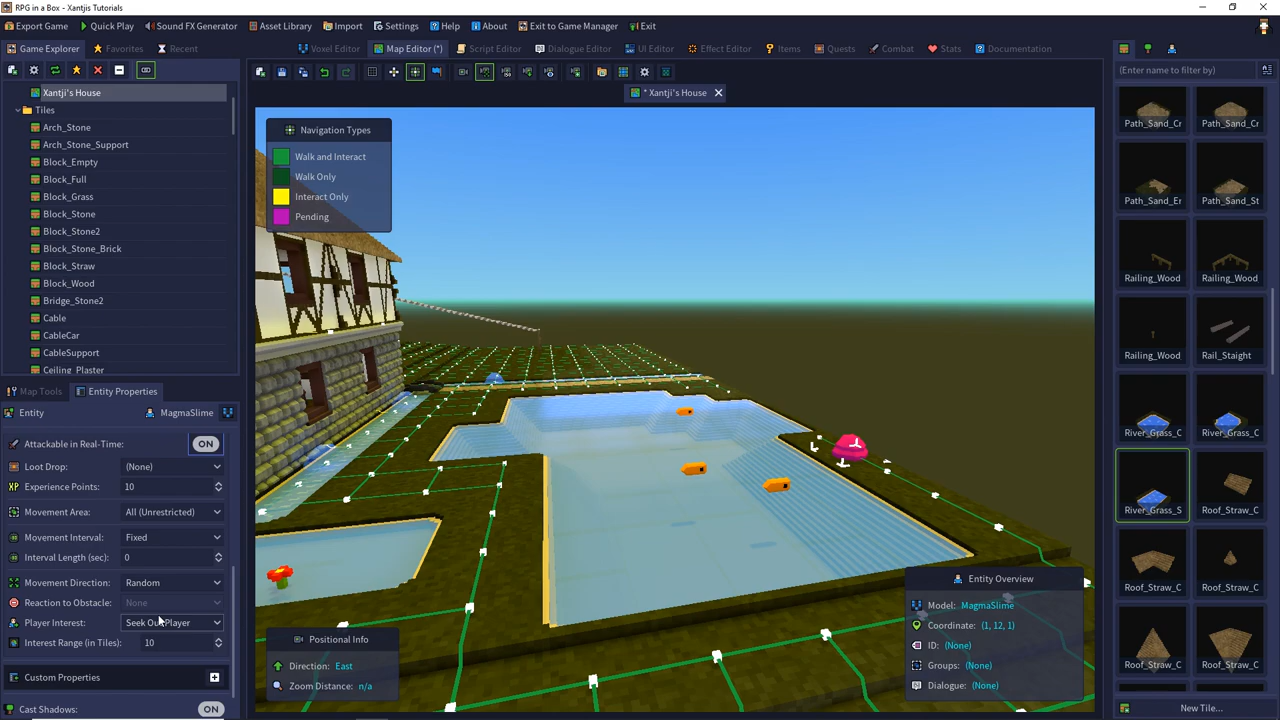 RPG in a Box - Xantjis Tutorials
Export Game Quick Play Sound FX Generator Asset Library Import Settings Help About Exit to Game Manager Exit
Game Explorer Favorites Recent Voxel Editor Map Editor (*) Script Editor Dialogue Editor UI Editor Effect Editor Items Quests Combat Stats Documentation
(Enter name to filter by)
Xantji's House
* Xantji's House
Tiles
Arch_Stone
Arch_Stone_Support
Block_Empty
Block_Full
Block_Grass
Block_Stone
Block_Stone2
Block_Stone_Brick
Block_Straw
Block_Wood
Bridge_Stone2
Cable
CableCar
CableSupport
Ceiling_Plaster
Map Tools Entity Properties
Entity MagmaSlime
Attackable in Real-Time: ON
Loot Drop: (None)
XP Experience Points: 10
Movement Area: All (Unrestricted)
Movement Interval: Fixed
Interval Length (sec): 0
Movement Direction: Random
Reaction to Obstacle: None
Player Interest: Seek Out Player
Interest Range (in Tiles): 10
Custom Properties
Cast Shadows: ON
Navigation Types
Walk and Interact
Walk Only
Interact Only
Pending
Positional Info
Direction: East
Zoom Distance: n/a
Entity Overview
Model: MagmaSlime
Coordinate: (1, 12, 1)
ID: (None)
Groups: (None)
Dialogue: (None)
Path_Sand_Cr Path_Sand_Cr
Path_Sand_Er Path_Sand_St
Railing_Wood Railing_Wood
Railing_Wood Rail_Staight
River_Grass_C River_Grass_C
River_Grass_S Roof_Straw_C
Roof_Straw_C Roof_Straw_C
Roof_Straw_C Roof_Straw_C
New Tile...